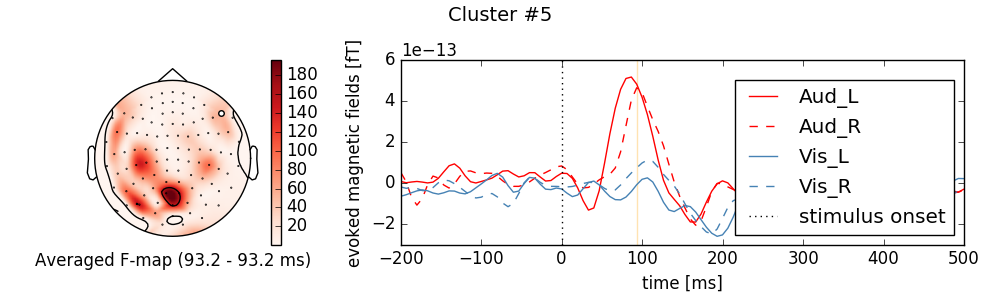 Cluster #5
180
160
140
120
100
80
60
40
20
Averaged F-map (93.2 - 93.2 ms)
evoked magnetic fields [fT]
1e−13
6
4
2
0
−2
−200
−100
0
100
200
300
400
500
time [ms]
Aud_L
Aud_R
Vis_L
Vis_R
stimulus onset